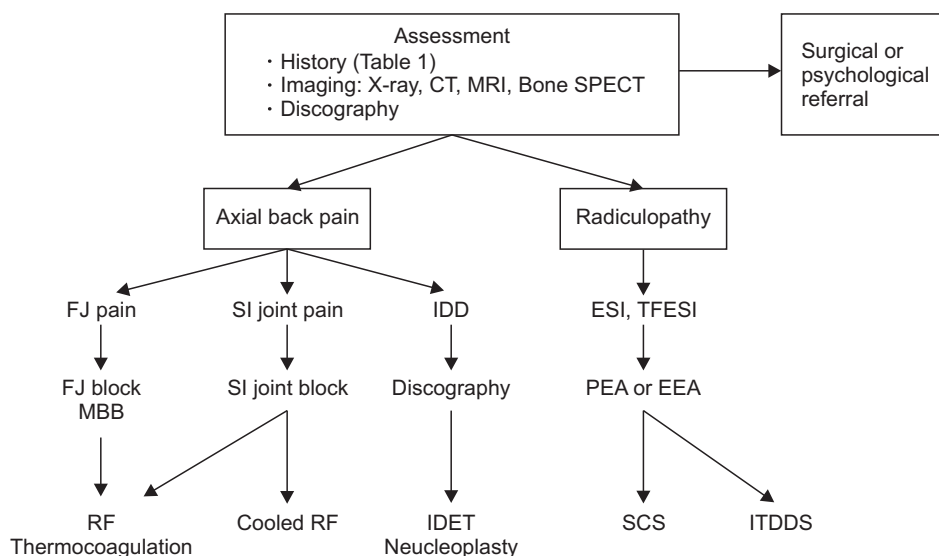 Assessment
· History (Table 1)
· Imaging: X-ray, CT, MRI, Bone SPECT
· Discography
Surgical or
psychological
referral
Axial back pain
Radiculopathy
FJ pain
SI joint pain
IDD
ESI, TFESI
FJ block
MBB
SI joint block
Discography
PEA or EEA
RF
Thermocoagulation
Cooled RF
IDET
Neucleoplasty
SCS
ITDDS